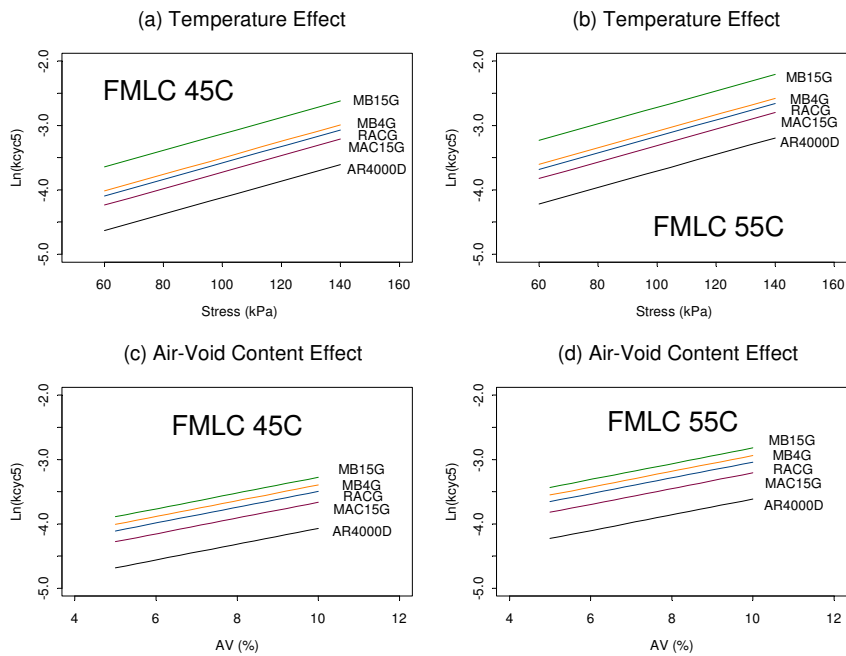 (a) Temperature Effect
FMLC 45C
Ln(kcyc5)
-2.0
-3.0
-4.0
-5.0
MB15G
MB4G
RACG
MAC15G
AR4000D
60 80 100 120 140 160
Stress (kPa)
(b) Temperature Effect
FMLC 55C
Ln(kcyc5)
-2.0
-3.0
-4.0
-5.0
MB15G
MB4G
RACG
MAC15G
AR4000D
60 80 100 120 140 160
Stress (kPa)
(c) Air-Void Content Effect
FMLC 45C
Ln(kcyc5)
-2.0
-3.0
-4.0
-5.0
MB15G
MB4G
RACG
MAC15G
AR4000D
4 6 8 10 12
AV (%)
(d) Air-Void Content Effect
FMLC 55C
Ln(kcyc5)
-2.0
-3.0
-4.0
-5.0
MB15G
MB4G
RACG
MAC15G
AR4000D
4 6 8 10 12
AV (%)